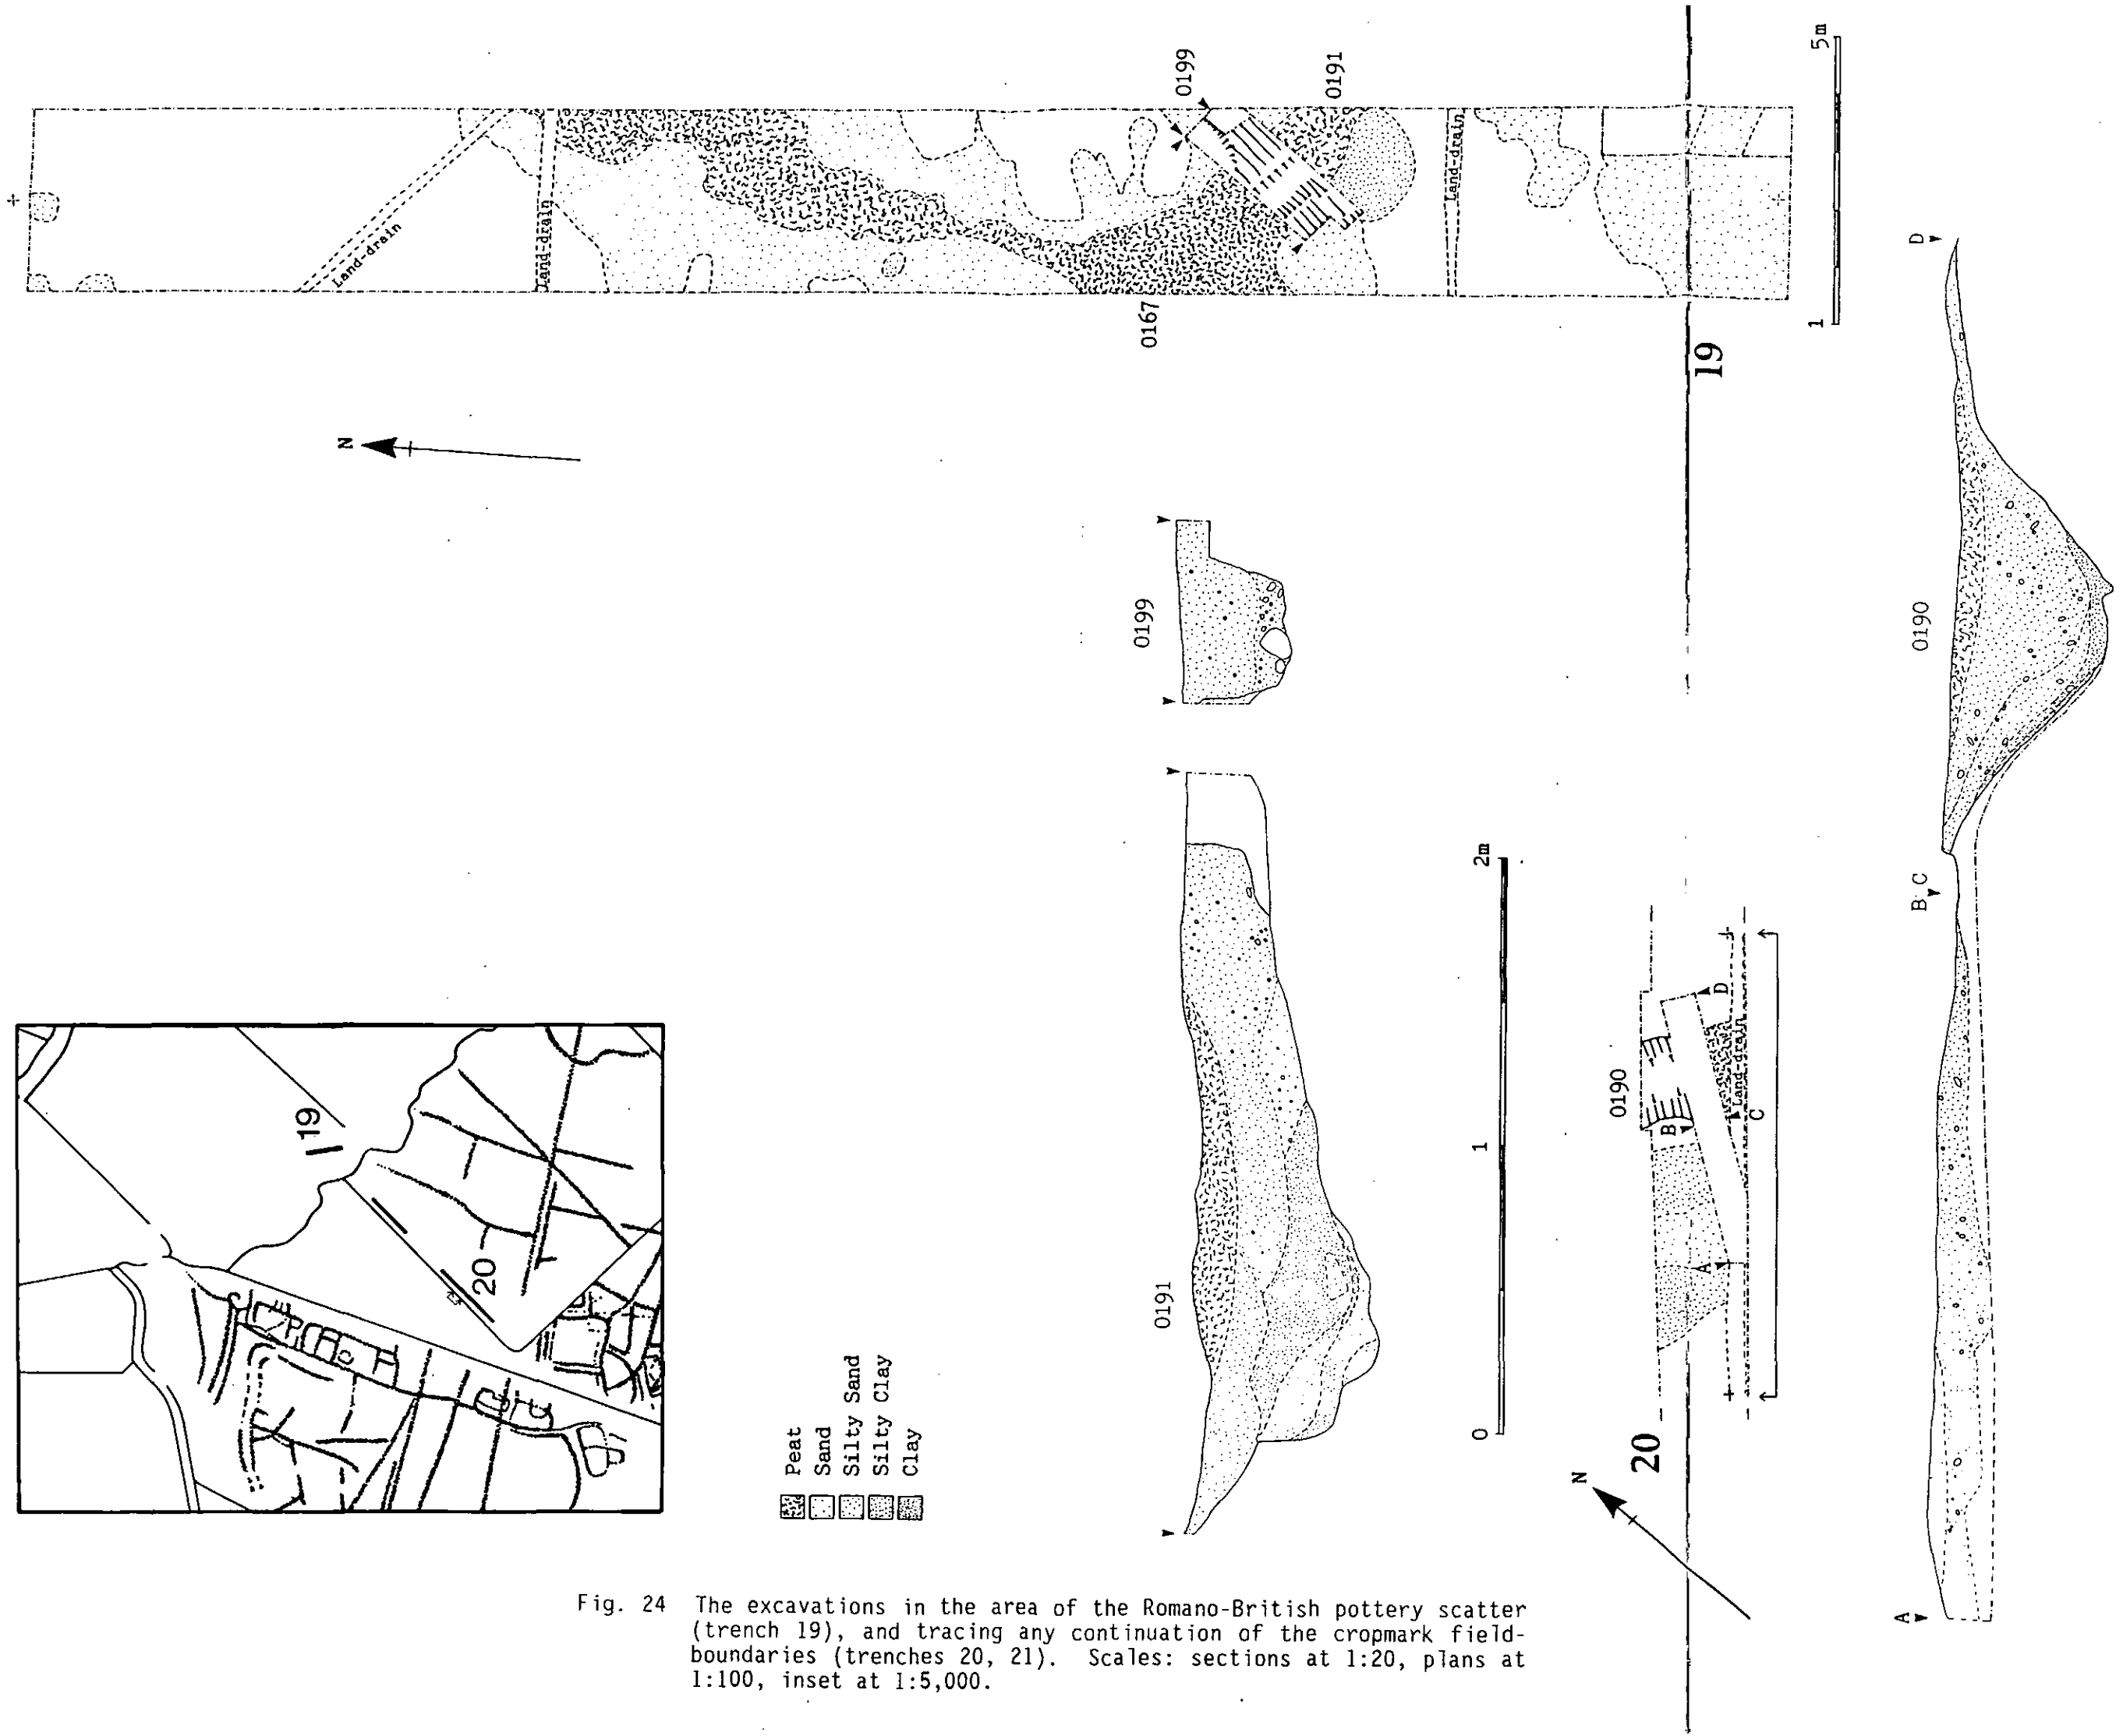 0199
0191
Land-drain
Land-drain
Land-drain
0167
N
19
1
5m
19
20
Peat
Sand
Silty Sand
Silty Clay
Clay
0199
0191
0
1
2m
20
N
0190
A
B
C
D
Land-drain
0190
A
B C
D
Fig. 24 The excavations in the area of the Romano-British pottery scatter
(trench 19), and tracing any continuation of the cropmark field-
boundaries (trenches 20, 21). Scales: sections at 1:20, plans at
1:100, inset at 1:5,000.